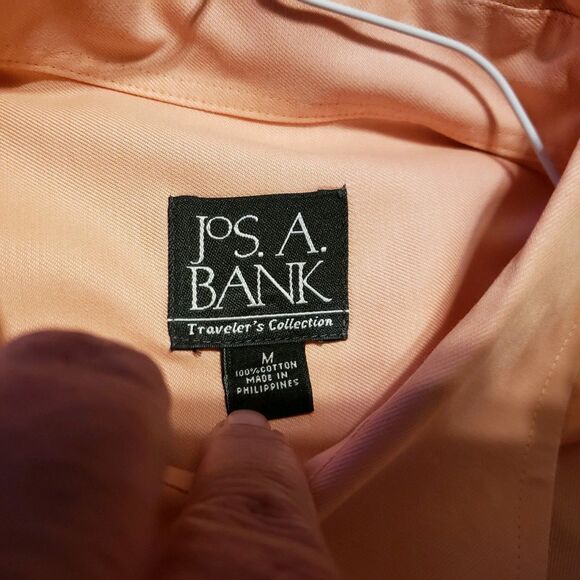 JOS. A.
BANK
Traveler's Collection
M
100% COTTON
MADE IN
PHILIPPINES